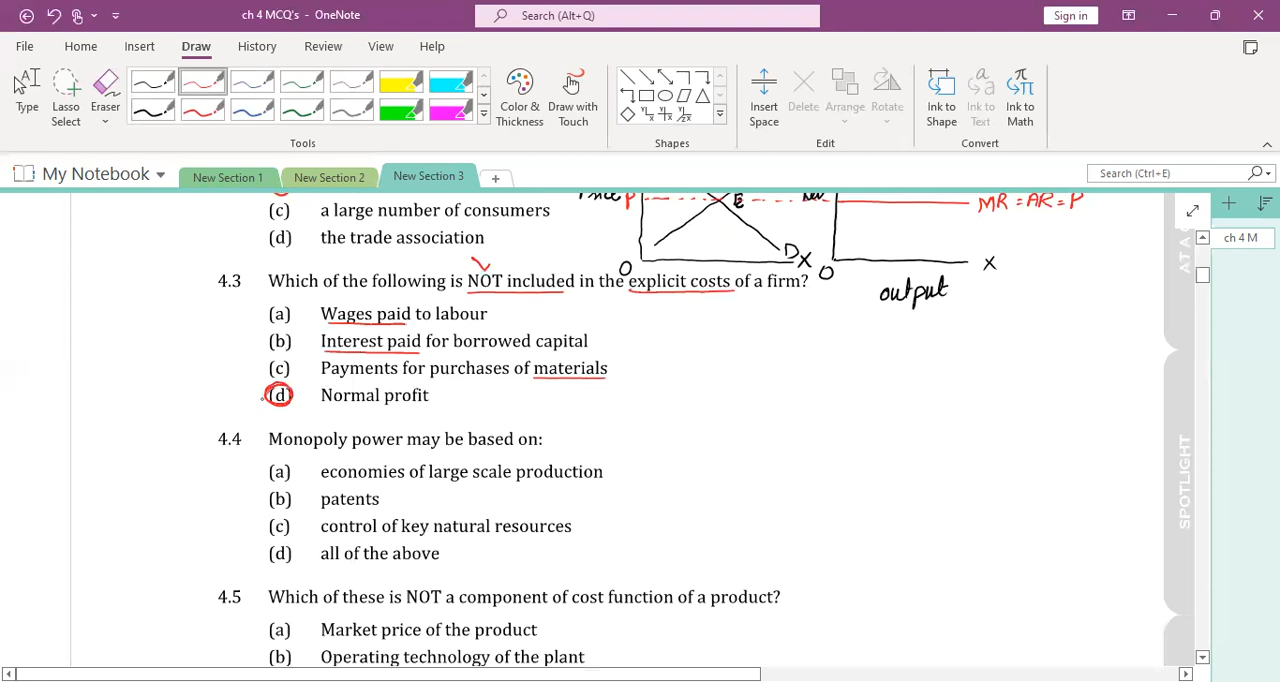 ch 4 MCQ's - OneNote
Search (Alt+Q)
Sign in
File Home Insert Draw History Review View Help
Type
Lasso Select
Eraser
Color & Thickness
Draw with Touch
Insert Space
Delete
Arrange
Rotate
Ink to Shape
Ink to Text
Ink to Math
Tools
Shapes
Edit
Convert
My Notebook
New Section 1
New Section 2
New Section 3
Search (Ctrl+E)
ch 4 M
P E MR = AR = P
(c) a large number of consumers
(d) the trade association
D X
O O X
output
4.3 Which of the following is NOT included in the explicit costs of a firm?
(a) Wages paid to labour
(b) Interest paid for borrowed capital
(c) Payments for purchases of materials
(d) Normal profit
4.4 Monopoly power may be based on:
(a) economies of large scale production
(b) patents
(c) control of key natural resources
(d) all of the above
4.5 Which of these is NOT a component of cost function of a product?
(a) Market price of the product
(b) Operating technology of the plant
AT A
SPOTLIGHT